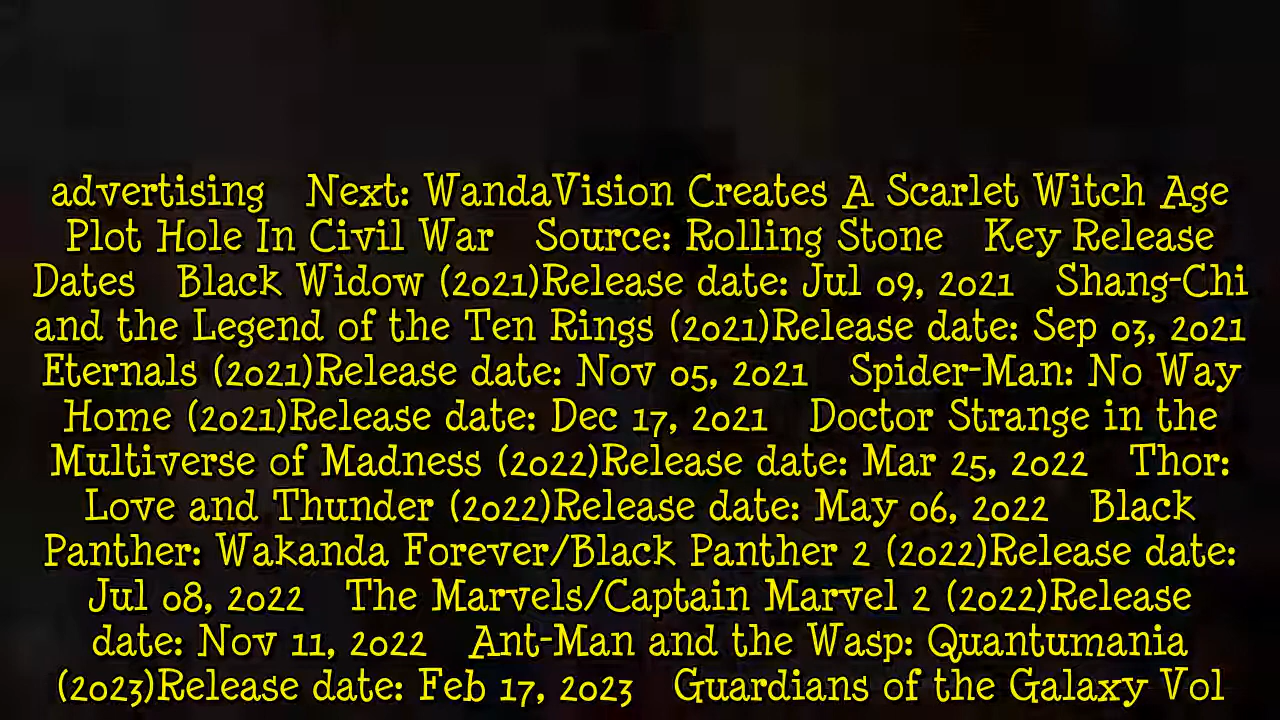 advertising Next: WandaVision Creates A Scarlet Witch Age
Plot Hole In Civil War Source: Rolling Stone Key Release
Dates Black Widow (2021)Release date: Jul 09, 2021 Shang-Chi
and the Legend of the Ten Rings (2021)Release date: Sep 03, 2021
Eternals (2021)Release date: Nov 05, 2021 Spider-Man: No Way
Home (2021)Release date: Dec 17, 2021 Doctor Strange in the
Multiverse of Madness (2022)Release date: Mar 25, 2022 Thor:
Love and Thunder (2022)Release date: May 06, 2022 Black
Panther: Wakanda Forever/Black Panther 2 (2022)Release date:
Jul 08, 2022 The Marvels/Captain Marvel 2 (2022)Release
date: Nov 11, 2022 Ant-Man and the Wasp: Quantumania
(2023)Release date: Feb 17, 2023 Guardians of the Galaxy Vol